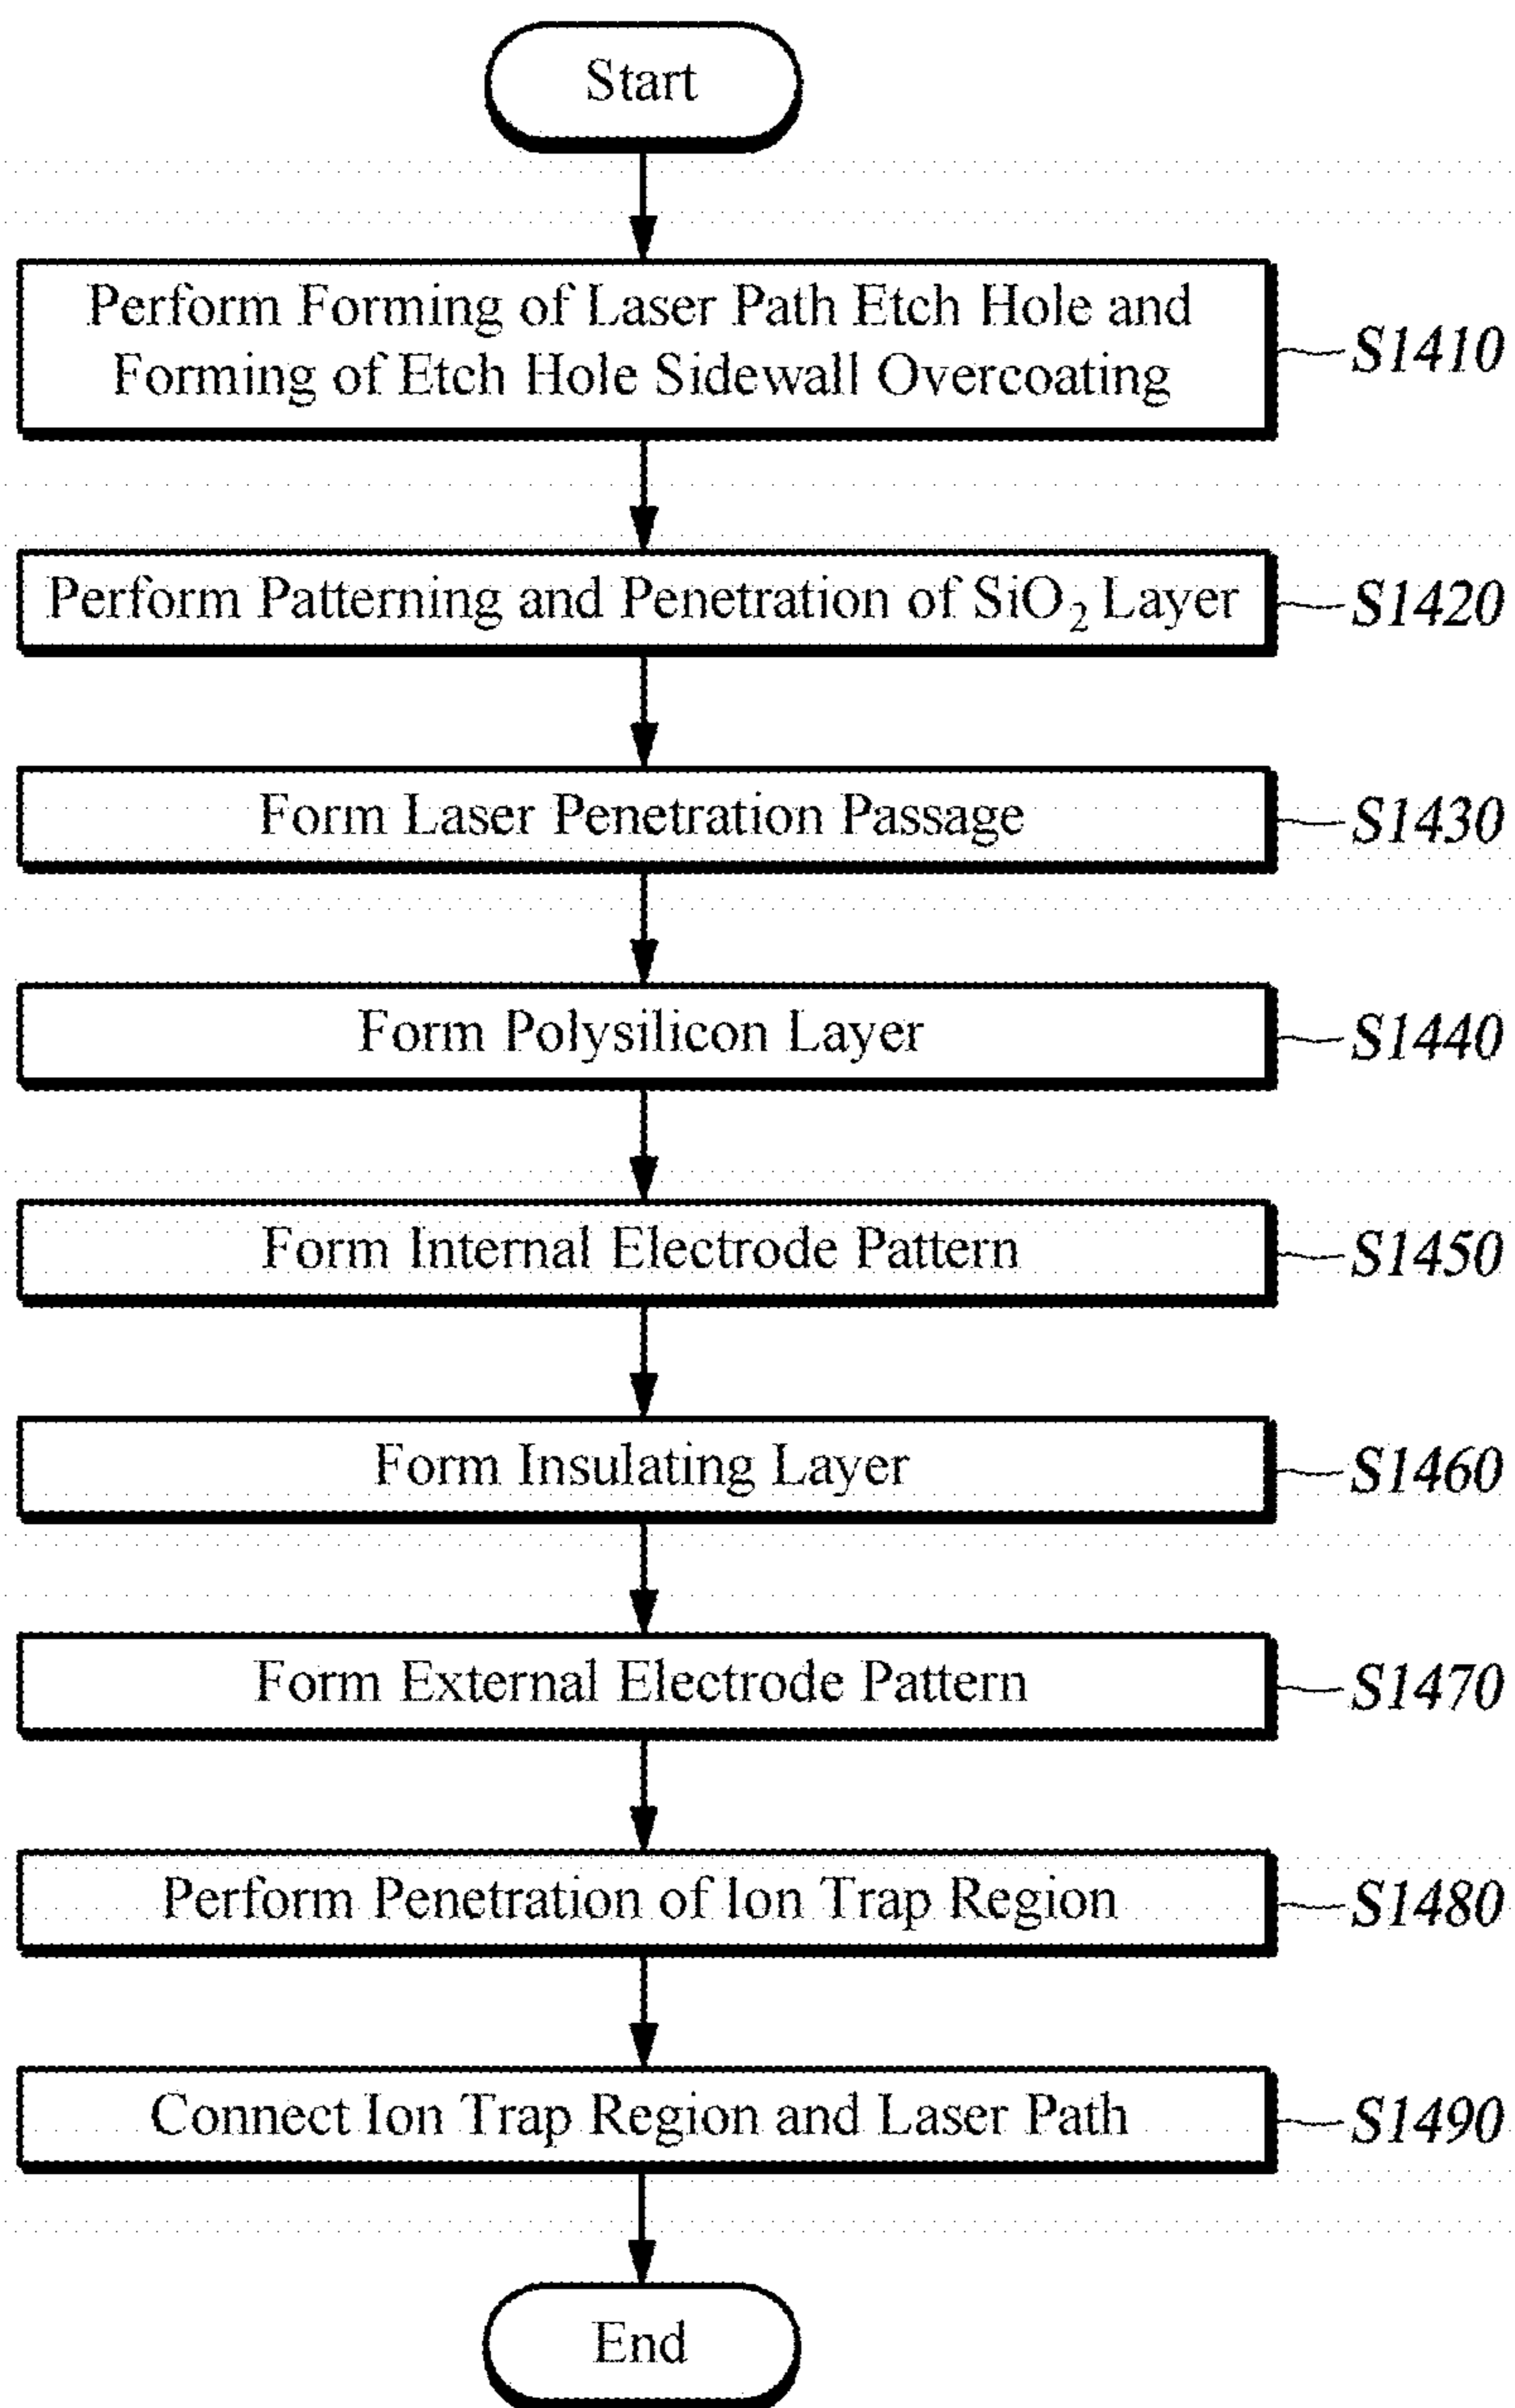 Start
Perform Forming of Laser Path Etch Hole and
Forming of Etch Hole Sidewall Overcoating
S1410
Perform Patterning and Penetration of SiO₂ Layer
S1420
Form Laser Penetration Passage
S1430
Form Polysilicon Layer
S1440
Form Internal Electrode Pattern
S1450
Form Insulating Layer
S1460
Form External Electrode Pattern
S1470
Perform Penetration of Ion Trap Region
S1480
Connect Ion Trap Region and Laser Path
S1490
End